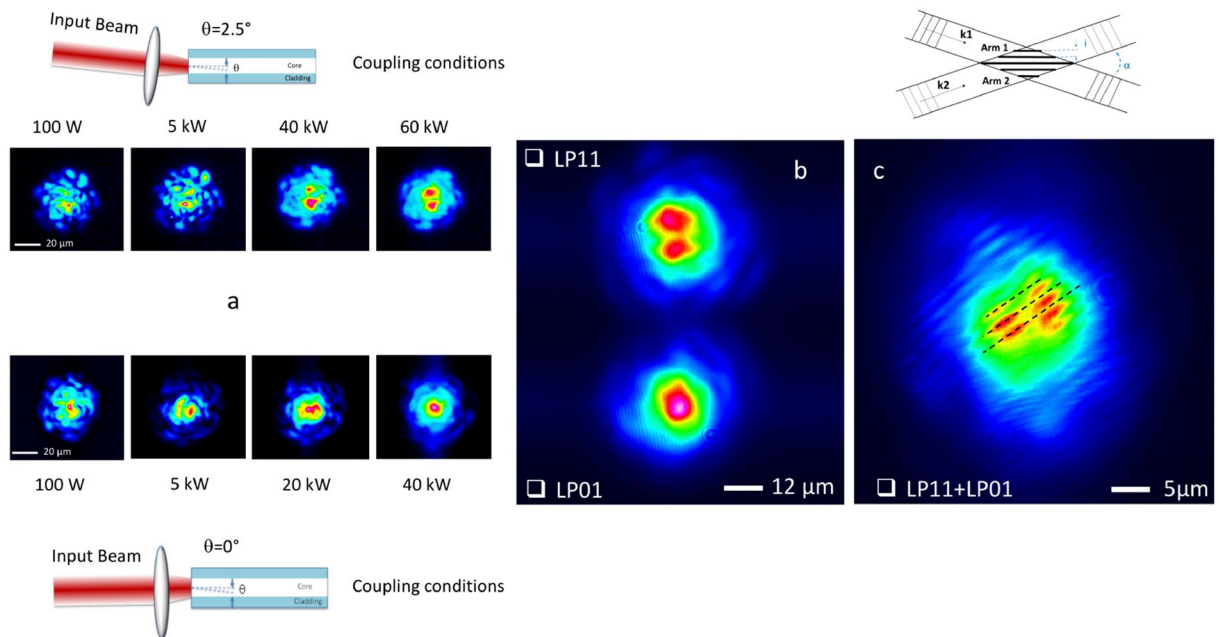 Input Beam
θ=2.5°
θ
Core
Cladding
Coupling conditions
100 W
5 kW
40 kW
60 kW
20 µm
a
20 µm
100 W
5 kW
20 kW
40 kW
Input Beam
θ=0°
θ
Core
Cladding
Coupling conditions
❑ LP11
b
❑ LP01
12 µm
k1
Arm 1
i
α
k2
Arm 2
c
❑ LP11+LP01
5µm